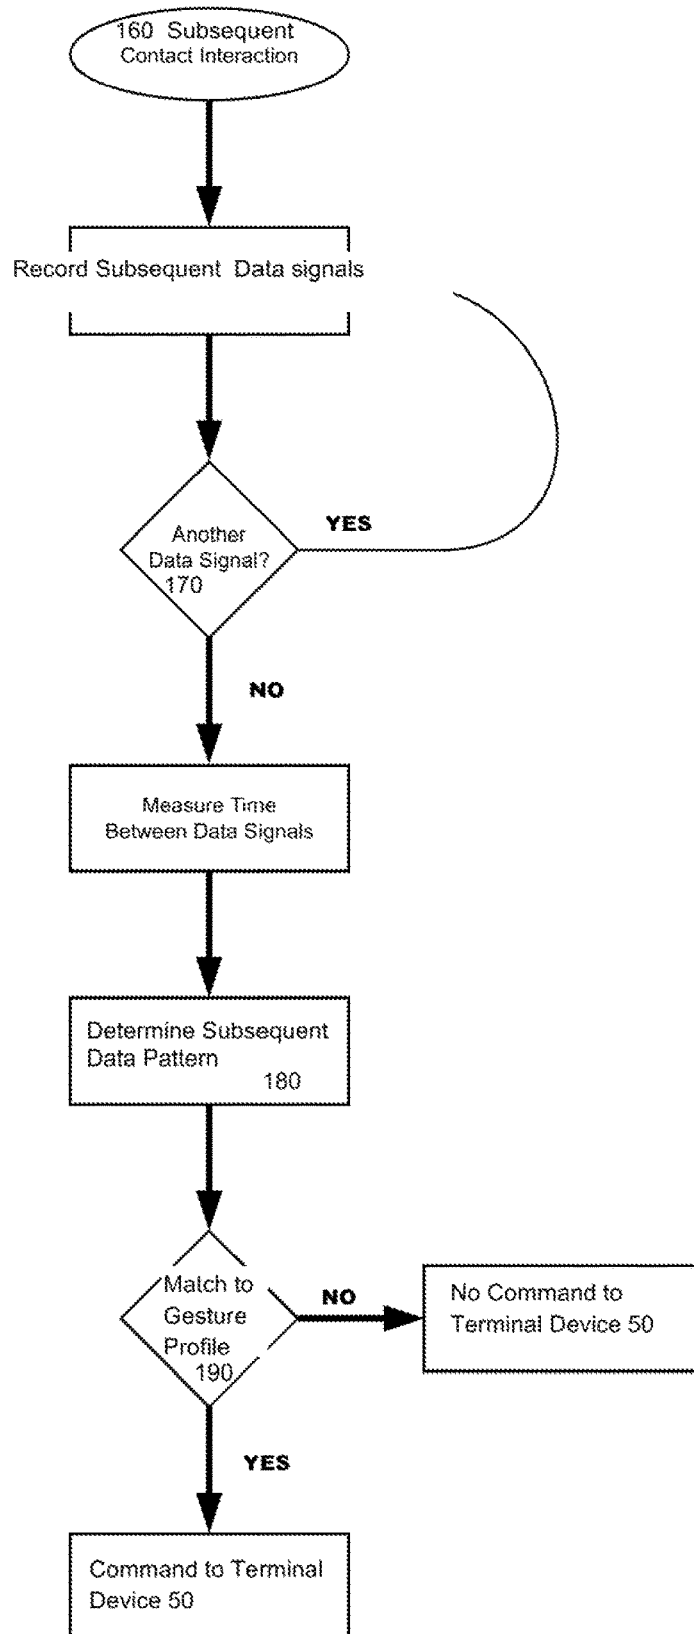 160 Subsequent
Contact Interaction
Record Subsequent Data signals
Another
Data Signal?
170
YES
NO
Measure Time
Between Data Signals
Determine Subsequent
Data Pattern
180
Match to
Gesture
Profile
190
NO
No Command to
Terminal Device 50
YES
Command to Terminal
Device 50